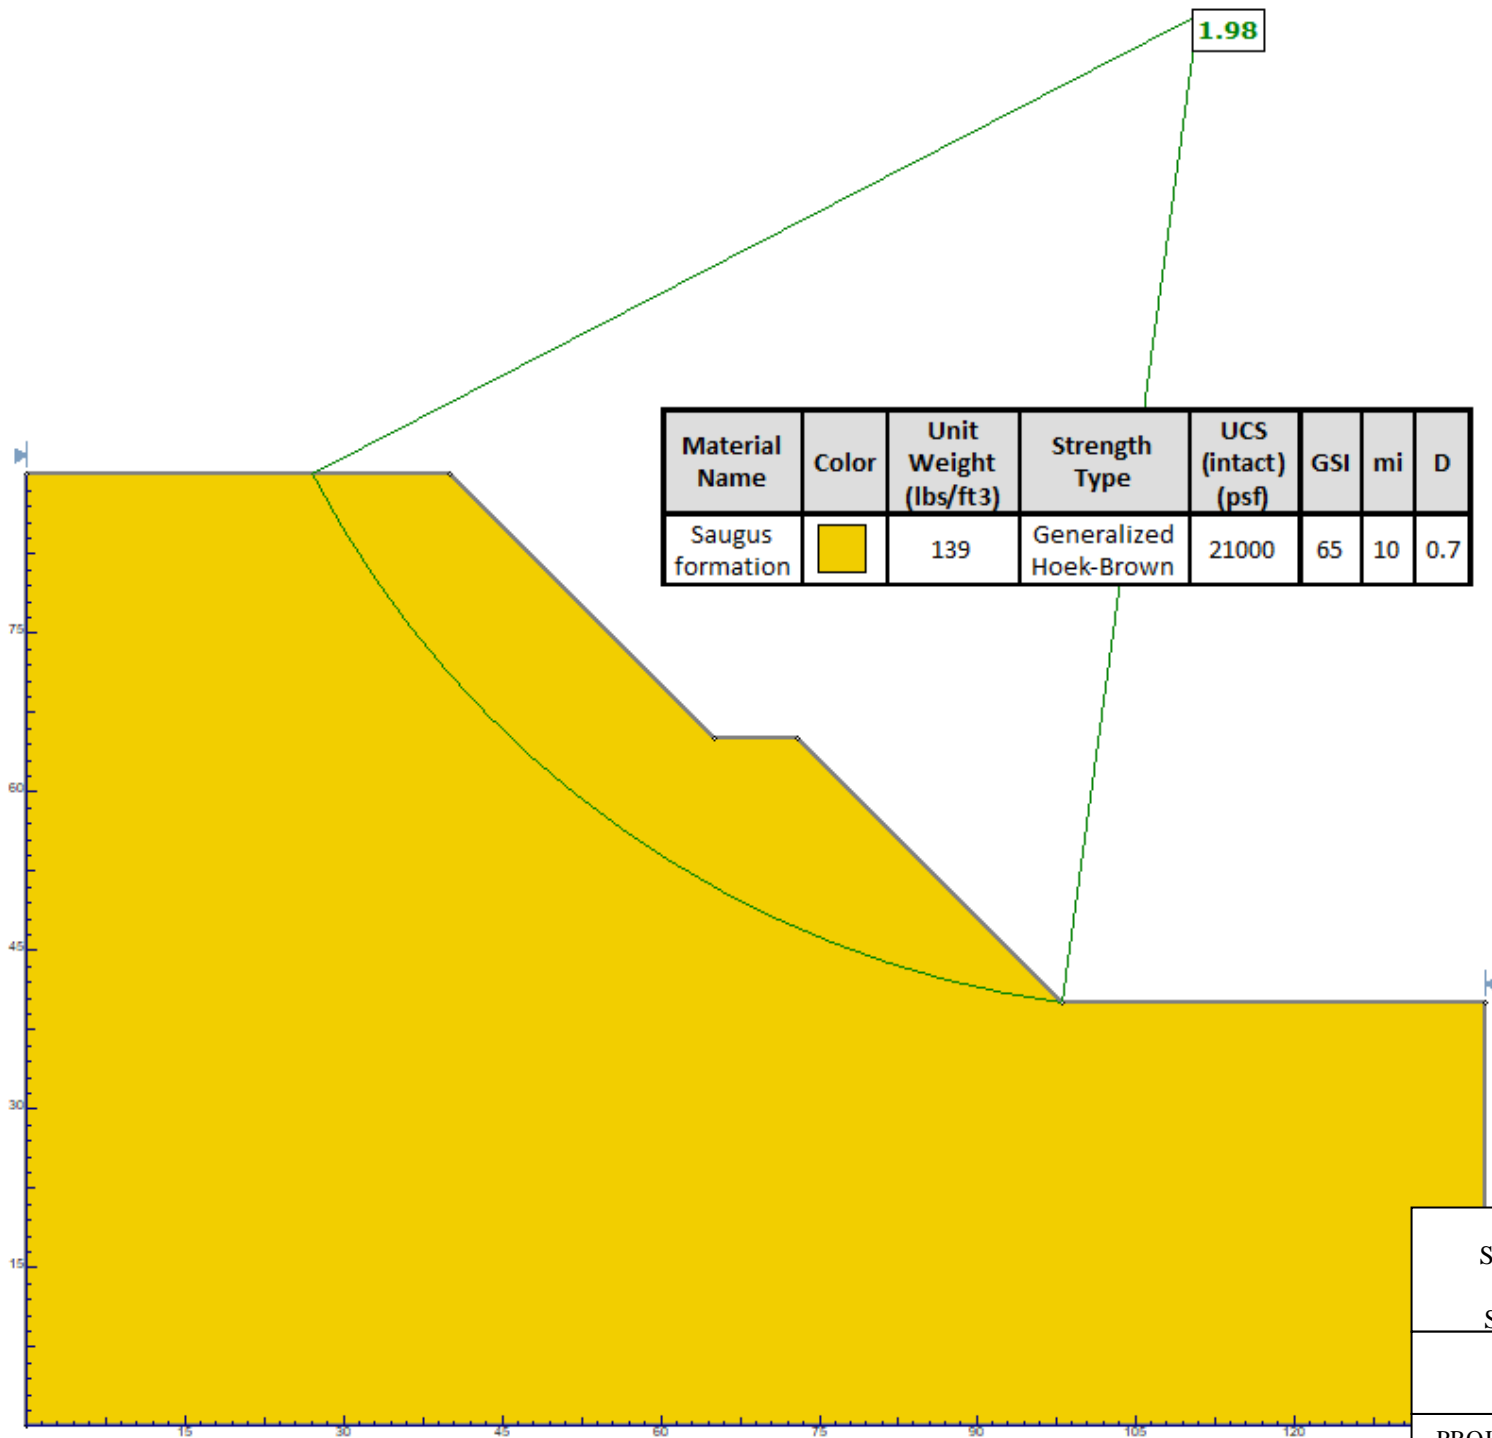 1.98
Material Name Color Unit Weight (lbs/ft3) Strength Type UCS (intact) (psf) GSI mi D
Saugus formation 139 Generalized Hoek-Brown 21000 65 10 0.7
75
60
45
30
15
15 30 45 60 75 90 105 120
S
S